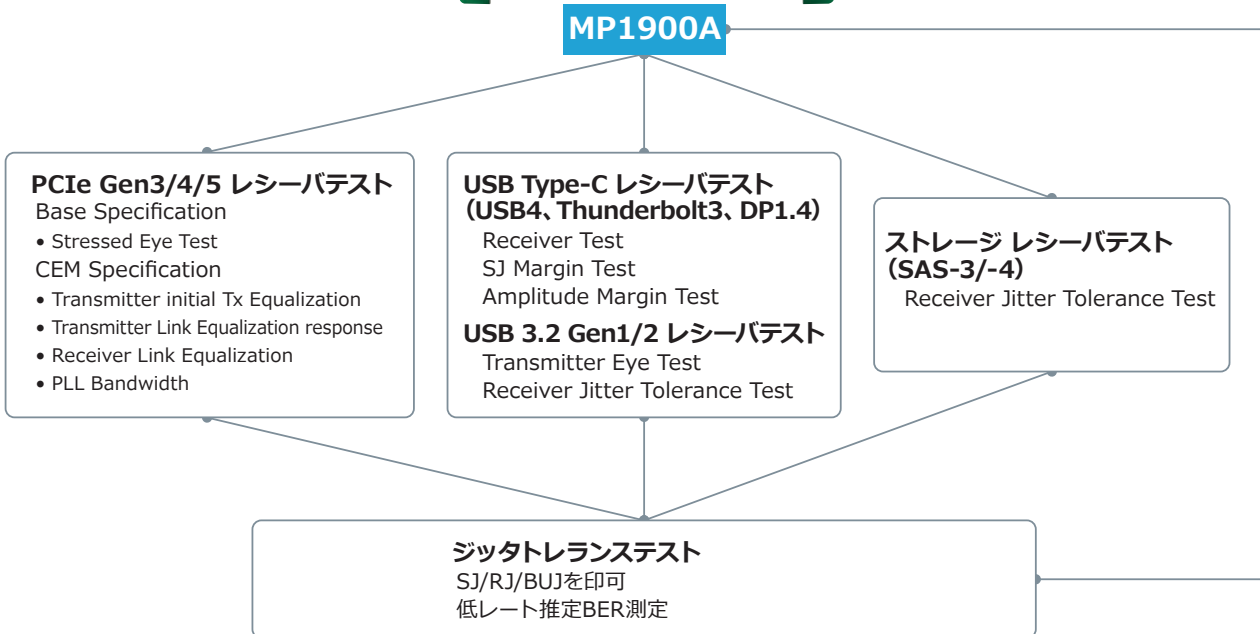 MP1900A
PCIe Gen3/4/5 レシーバテスト
Base Specification
• Stressed Eye Test
CEM Specification
• Transmitter initial Tx Equalization
• Transmitter Link Equalization response
• Receiver Link Equalization
• PLL Bandwidth
USB Type-C レシーバテスト
（USB4、Thunderbolt3、DP1.4）
Receiver Test
SJ Margin Test
Amplitude Margin Test
USB 3.2 Gen1/2 レシーバテスト
Transmitter Eye Test
Receiver Jitter Tolerance Test
ストレージ レシーバテスト
（SAS-3/-4）
Receiver Jitter Tolerance Test
ジッタトレランステスト
SJ/RJ/BUJを印可
低レート推定BER測定